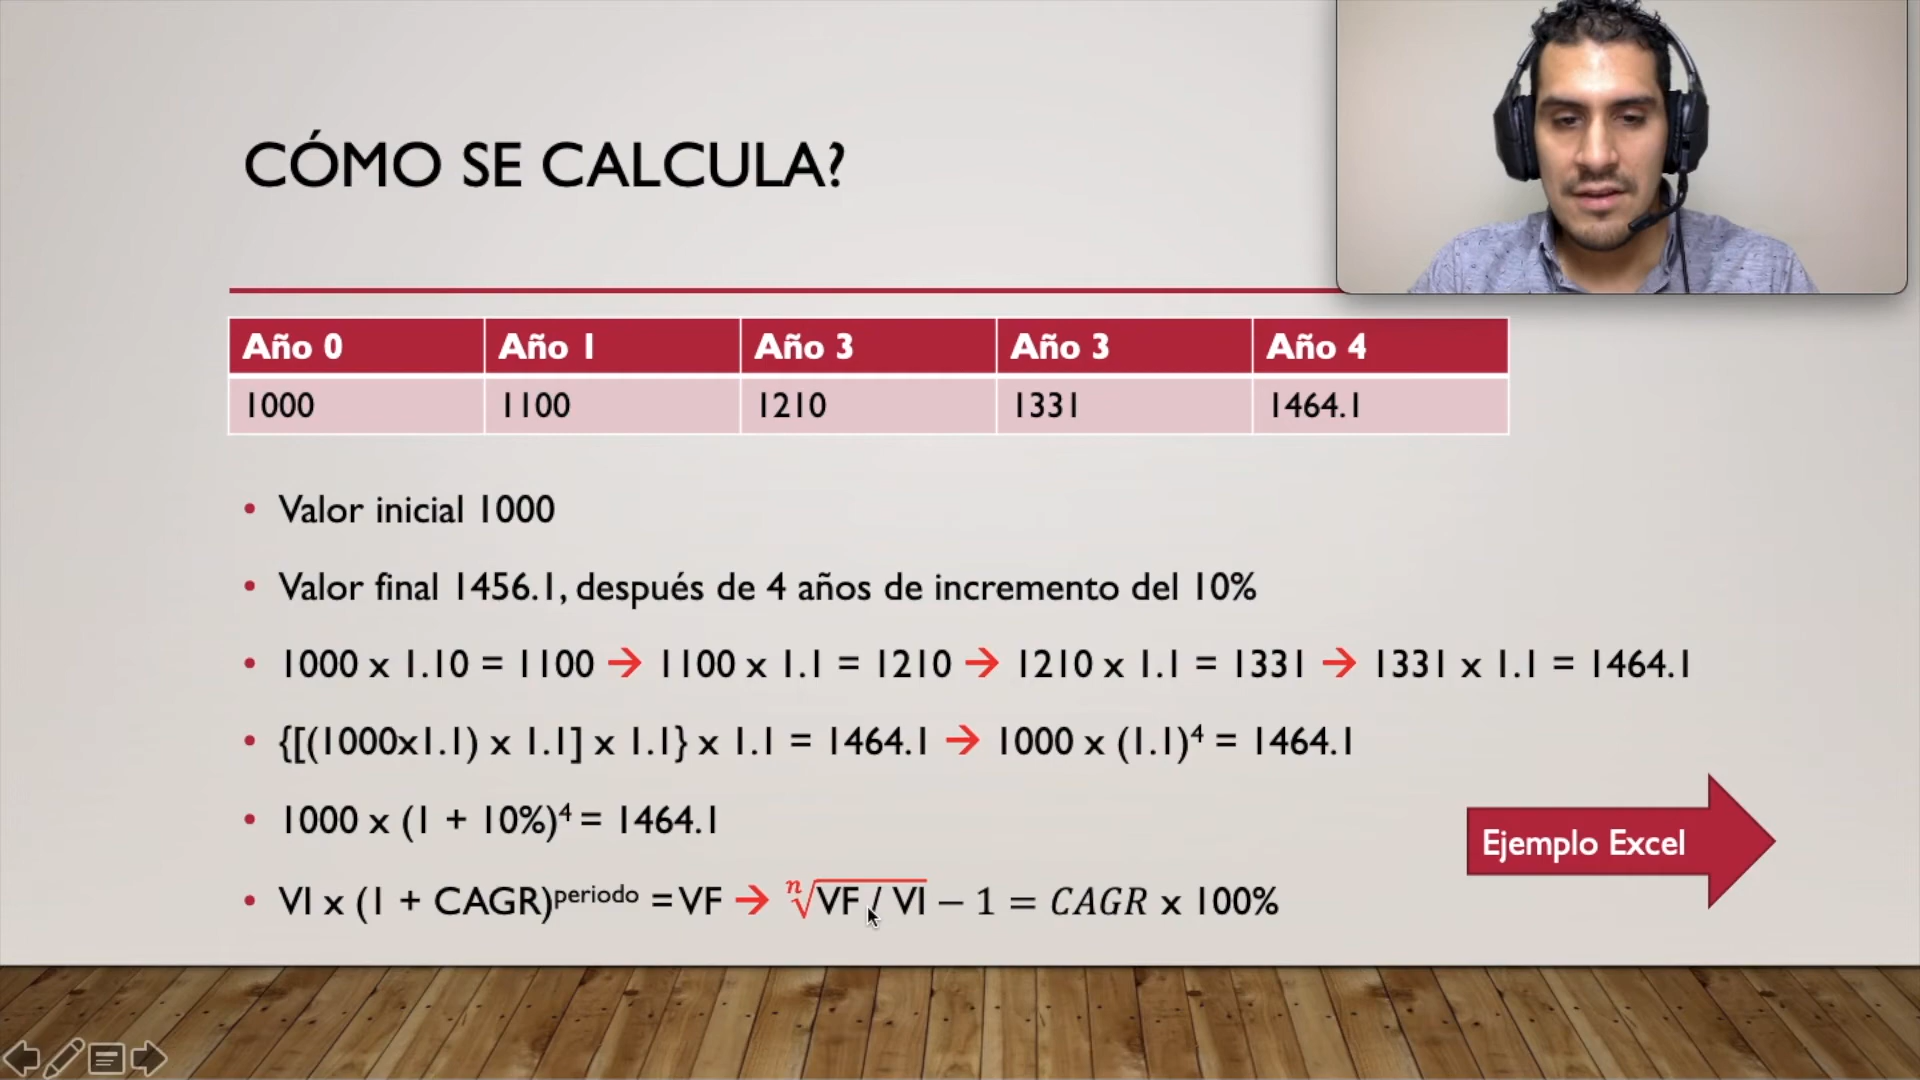 CÓMO SE CALCULA?
Año 0 Año 1 Año 3 Año 3 Año 4
1000 1100 1210 1331 1464.1
• Valor inicial 1000
• Valor final 1456.1, después de 4 años de incremento del 10%
• 1000 x 1.10 = 1100 → 1100 x 1.1 = 1210 → 1210 x 1.1 = 1331 → 1331 x 1.1 = 1464.1
• {[(1000x1.1) x 1.1] x 1.1} x 1.1 = 1464.1 → 1000 x (1.1)⁴ = 1464.1
• 1000 x (1 + 10%)⁴ = 1464.1
Ejemplo Excel
• VI x (1 + CAGR)^periodo = VF → ⁿ√VF / VI − 1 = CAGR x 100%